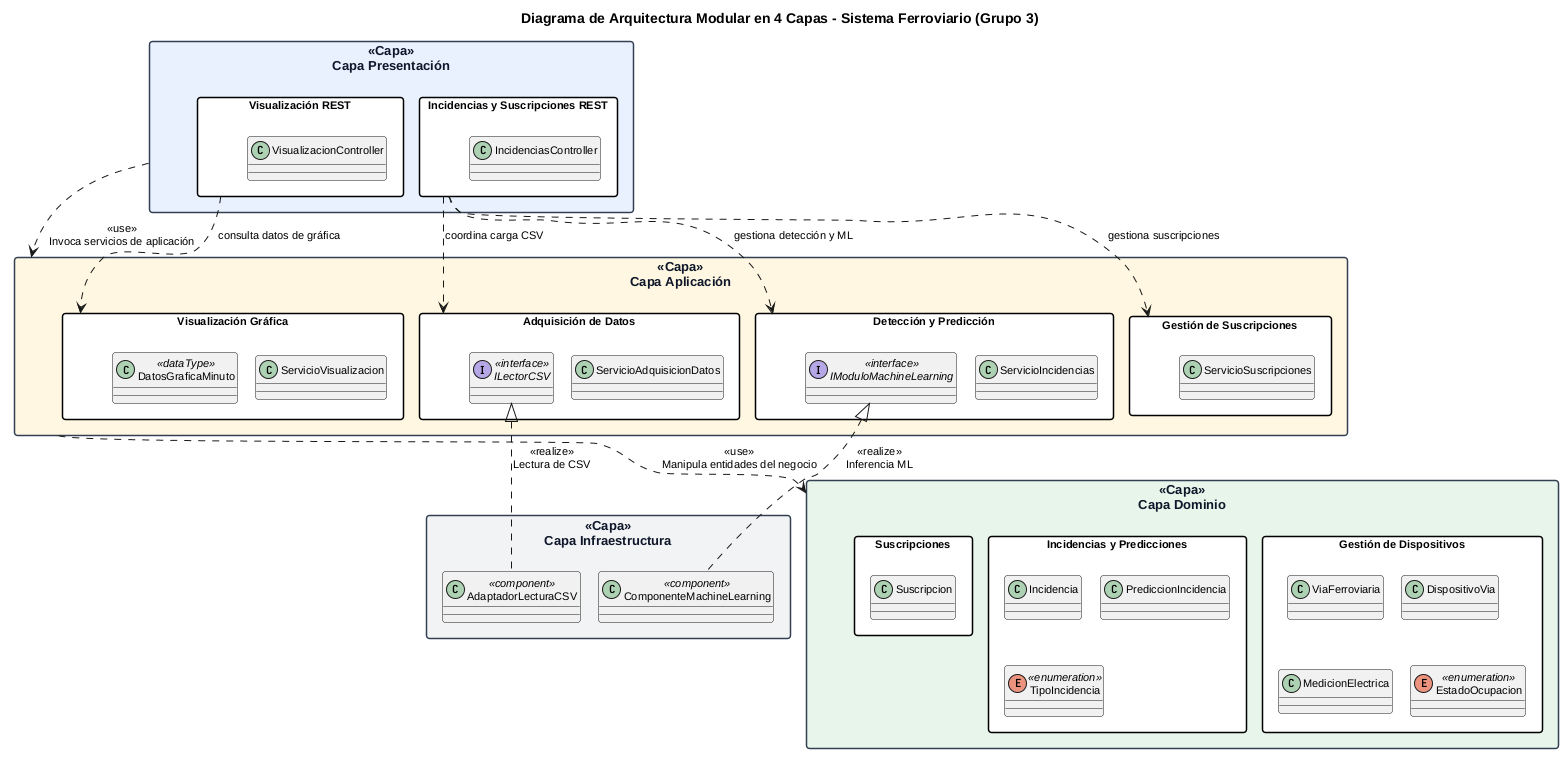 Diagrama de Arquitectura Modular en 4 Capas - Sistema Ferroviario (Grupo 3)
«Capa»
Capa Presentación
Visualización REST
C VisualizacionController
Incidencias y Suscripciones REST
C IncidenciasController
«use»
Invoca servicios de aplicación
consulta datos de gráfica
coordina carga CSV
gestiona detección y ML
gestiona suscripciones
«Capa»
Capa Aplicación
Visualización Gráfica
C «dataType»
DatosGraficaMinuto
C ServicioVisualizacion
Adquisición de Datos
I «interface»
ILectorCSV
C ServicioAdquisicionDatos
Detección y Predicción
I «interface»
IModuloMachineLearning
C ServicioIncidencias
Gestión de Suscripciones
C ServicioSuscripciones
«realize»
Lectura de CSV
«use»
Manipula entidades del negocio
«realize»
Inferencia ML
«Capa»
Capa Infraestructura
C «component»
AdaptadorLecturaCSV
C «component»
ComponenteMachineLearning
«Capa»
Capa Dominio
Suscripciones
C Suscripcion
Incidencias y Predicciones
C Incidencia
C PrediccionIncidencia
E «enumeration»
TipoIncidencia
Gestión de Dispositivos
C ViaFerroviaria
C DispositivoVia
C MedicionElectrica
E «enumeration»
EstadoOcupacion